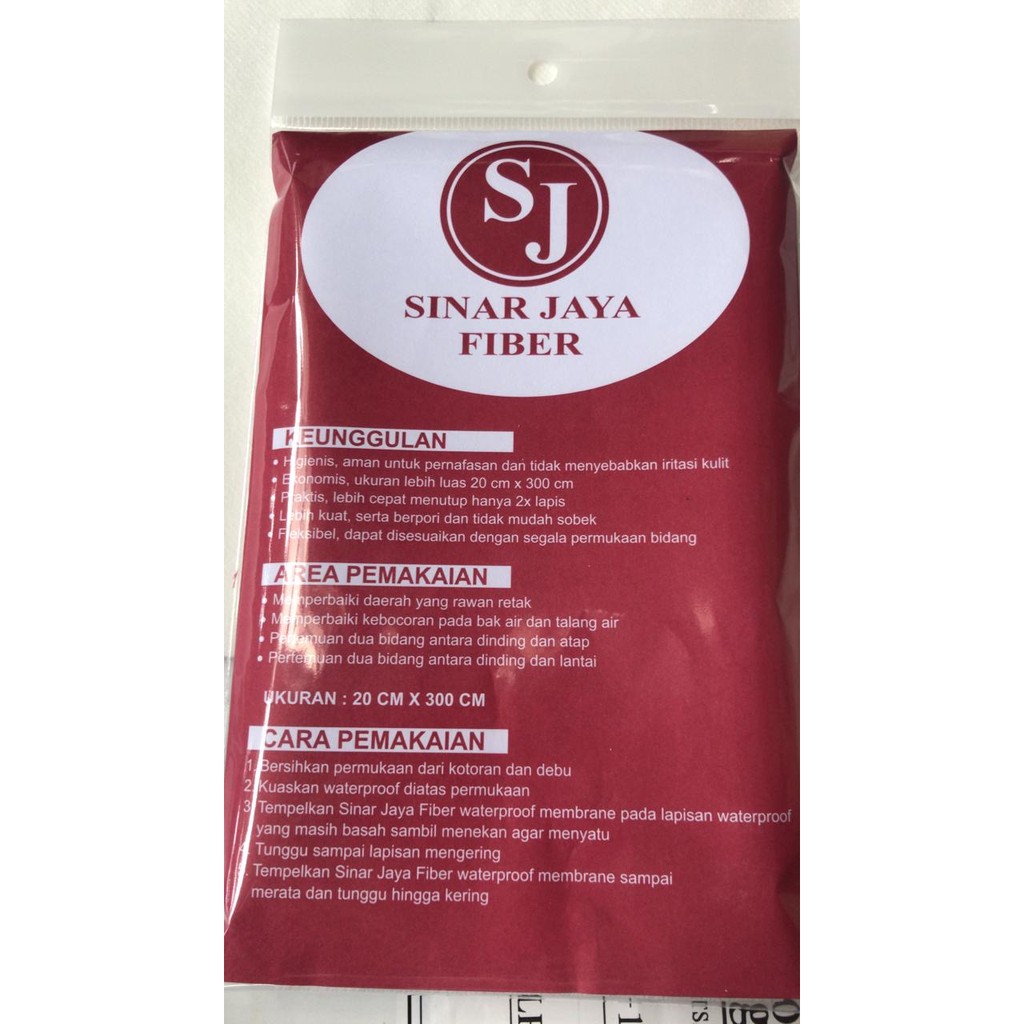 SJ
SINAR JAYA
FIBER
KEUNGGULAN
• Higienis, aman untuk pernafasan dan tidak menyebabkan iritasi kulit
• Ekonomis, ukuran lebih luas 20 cm x 300 cm
• Praktis, lebih cepat menutup hanya 2x lapis
• Lebih kuat, serta berpori dan tidak mudah sobek
• Fleksibel, dapat disesuaikan dengan segala permukaan bidang
AREA PEMAKAIAN
• Memperbaiki daerah yang rawan retak
• Memperbaiki kebocoran pada bak air dan talang air
• Pertemuan dua bidang antara dinding dan atap
• Pertemuan dua bidang antara dinding dan lantai
UKURAN : 20 CM X 300 CM
CARA PEMAKAIAN
1. Bersihkan permukaan dari kotoran dan debu
2. Kuaskan waterproof diatas permukaan
3. Tempelkan Sinar Jaya Fiber waterproof membrane pada lapisan waterproof
yang masih basah sambil menekan agar menyatu
4. Tunggu sampai lapisan mengering
. Tempelkan Sinar Jaya Fiber waterproof membrane sampai
merata dan tunggu hingga kering